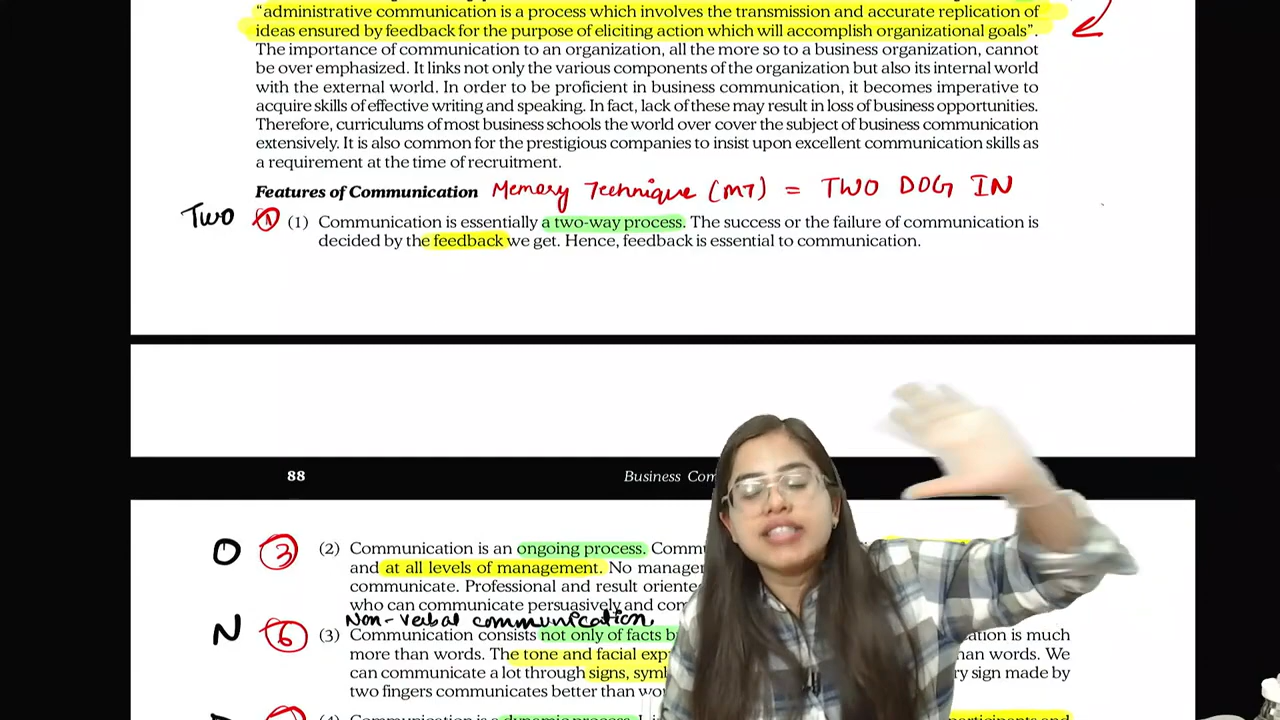 "administrative communication is a process which involves the transmission and accurate replication of
ideas ensured by feedback for the purpose of eliciting action which will accomplish organizational goals".
The importance of communication to an organization, all the more so to a business organization, cannot
be over emphasized. It links not only the various components of the organization but also its internal world
with the external world. In order to be proficient in business communication, it becomes imperative to
acquire skills of effective writing and speaking. In fact, lack of these may result in loss of business opportunities.
Therefore, curriculums of most business schools the world over cover the subject of business communication
extensively. It is also common for the prestigious companies to insist upon excellent communication skills as
a requirement at the time of recruitment.
Features of Communication Memory Technique (MT) = TWO DOG IN
Two 1 (1) Communication is essentially a two-way process. The success or the failure of communication is
decided by the feedback we get. Hence, feedback is essential to communication.
88 Business Com
O 3 (2) Communication is an ongoing process. Comm
and at all levels of management. No manage
communicate. Professional and result oriente
who can communicate persuasively and com
Non-verbal communication
N 6 (3) Communication consists not only of facts b ation is much
more than words. The tone and facial exp han words. We
can communicate a lot through signs, syml ry sign made by
two fingers communicates better than wo
(4) Communication is a dynamic process. participants and